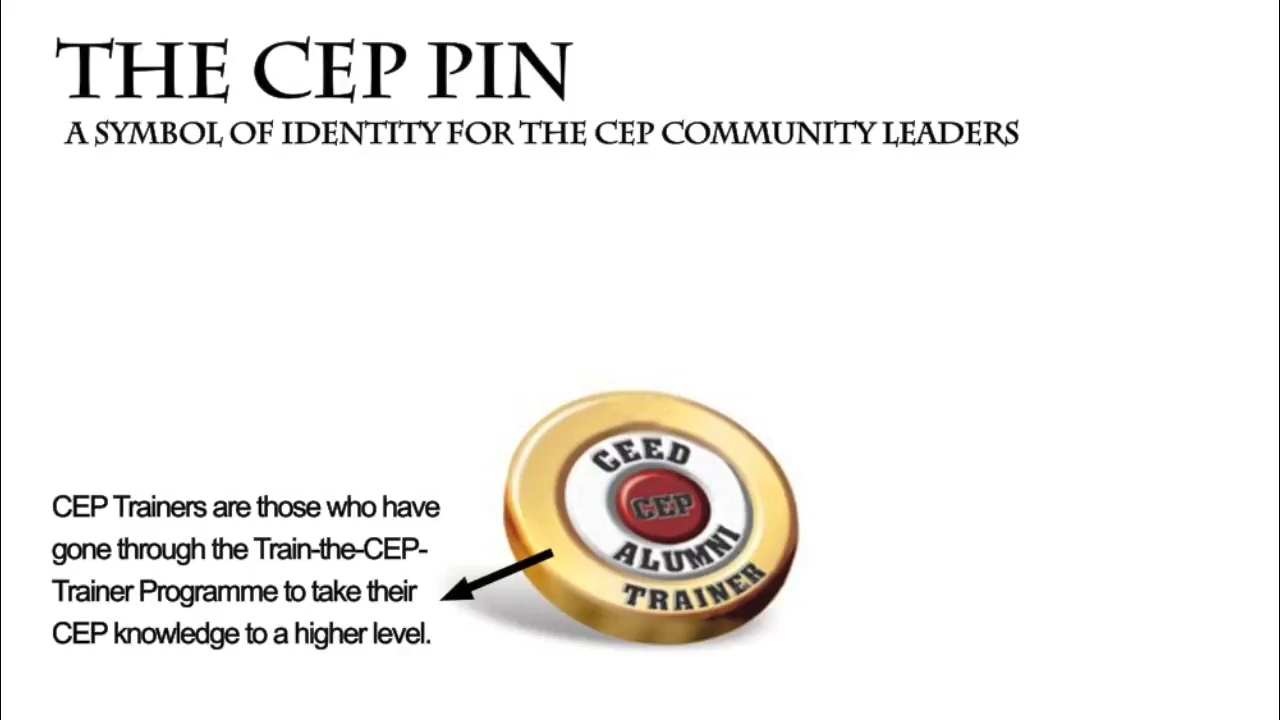 THE CEP PIN
A SYMBOL OF IDENTITY FOR THE CEP COMMUNITY LEADERS
CEED
CEP
ALUMNI
TRAINER
CEP Trainers are those who have
gone through the Train-the-CEP-
Trainer Programme to take their
CEP knowledge to a higher level.